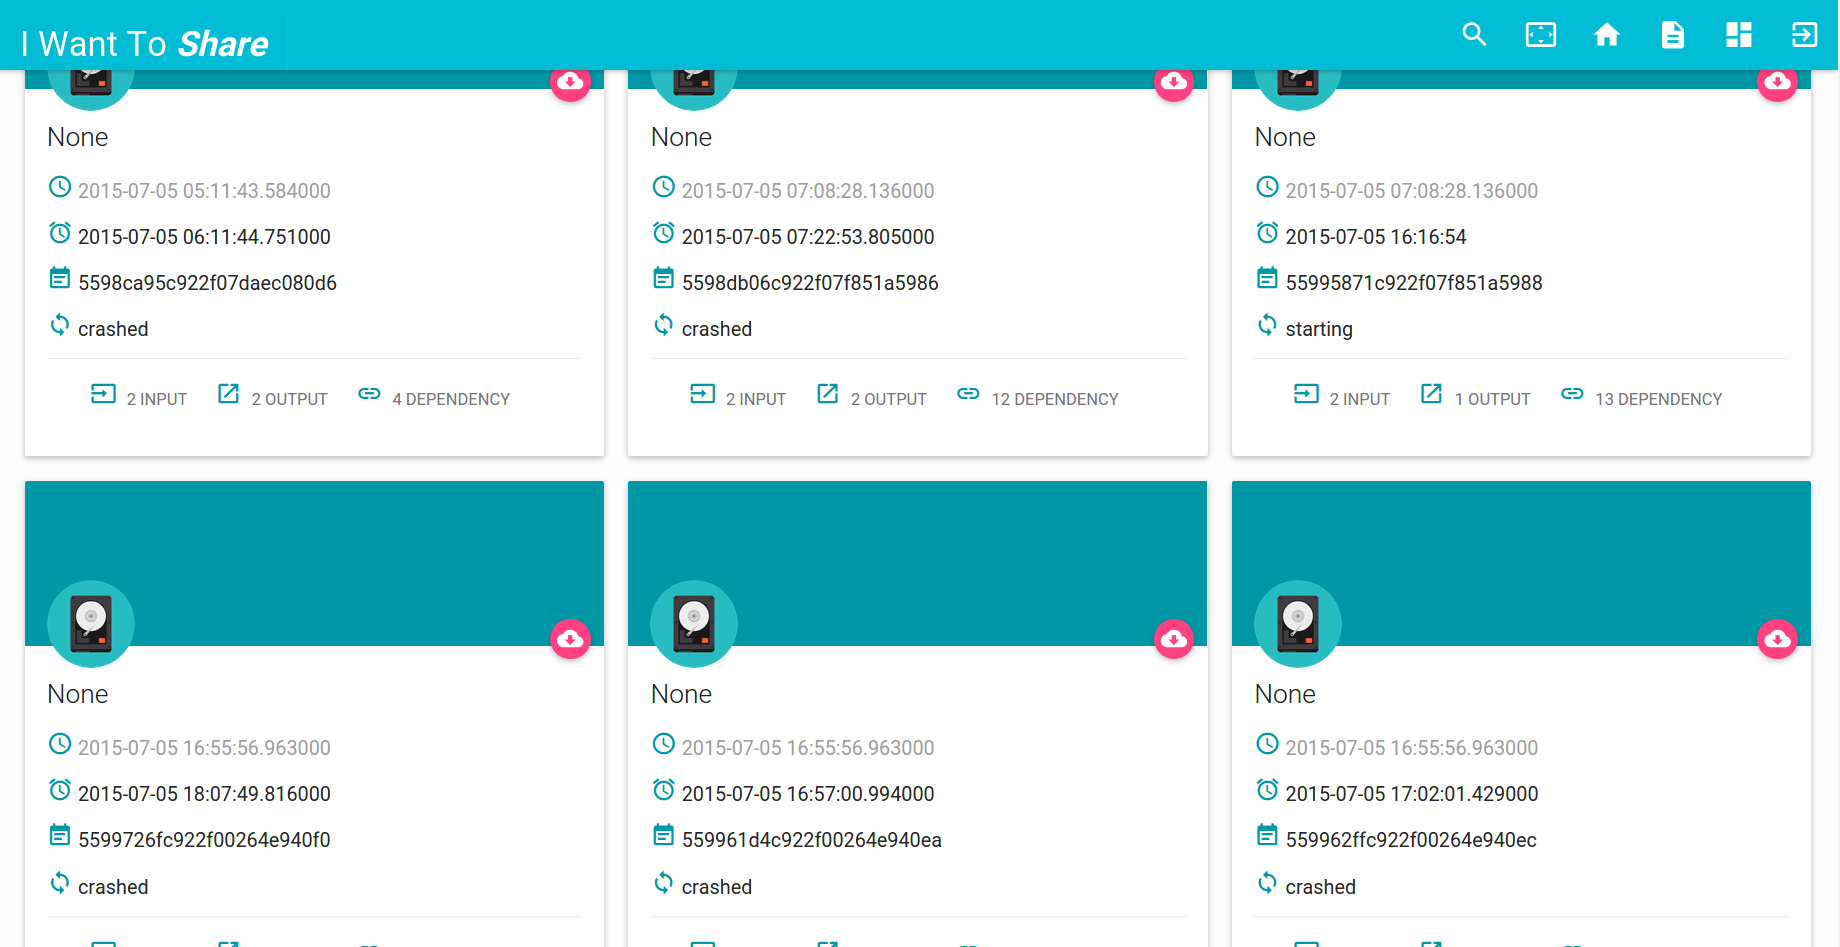 I Want To Share
None
2015-07-05 05:11:43.584000
2015-07-05 06:11:44.751000
5598ca95c922f07daec080d6
crashed
2 INPUT 2 OUTPUT 4 DEPENDENCY
None
2015-07-05 07:08:28.136000
2015-07-05 07:22:53.805000
5598db06c922f07f851a5986
crashed
2 INPUT 2 OUTPUT 12 DEPENDENCY
None
2015-07-05 07:08:28.136000
2015-07-05 16:16:54
55995871c922f07f851a5988
starting
2 INPUT 1 OUTPUT 13 DEPENDENCY
None
2015-07-05 16:55:56.963000
2015-07-05 18:07:49.816000
5599726fc922f00264e940f0
crashed
None
2015-07-05 16:55:56.963000
2015-07-05 16:57:00.994000
559961d4c922f00264e940ea
crashed
None
2015-07-05 16:55:56.963000
2015-07-05 17:02:01.429000
559962ffc922f00264e940ec
crashed